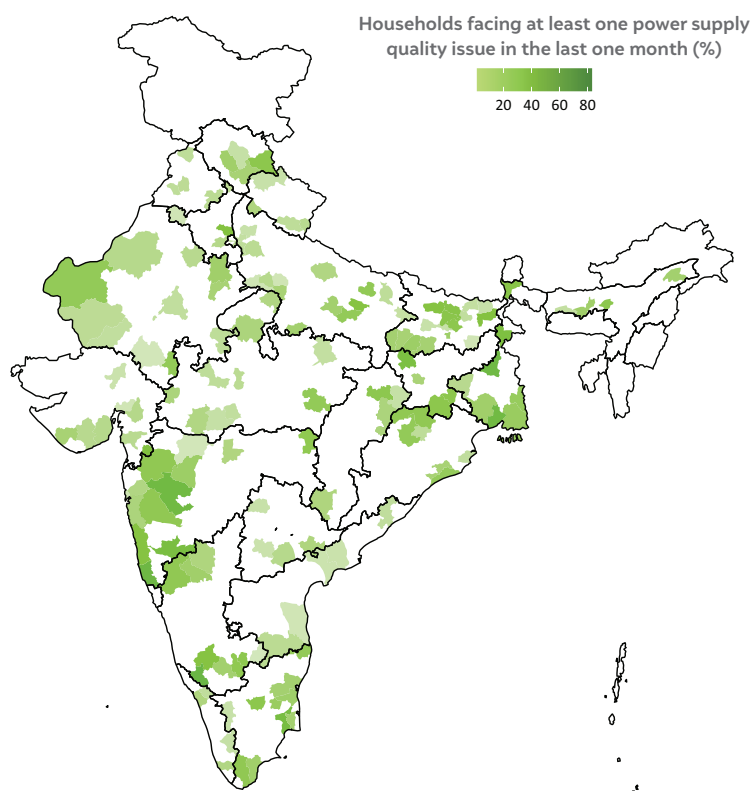 Households facing at least one power supply
quality issue in the last one month (%)
20 40 60 80